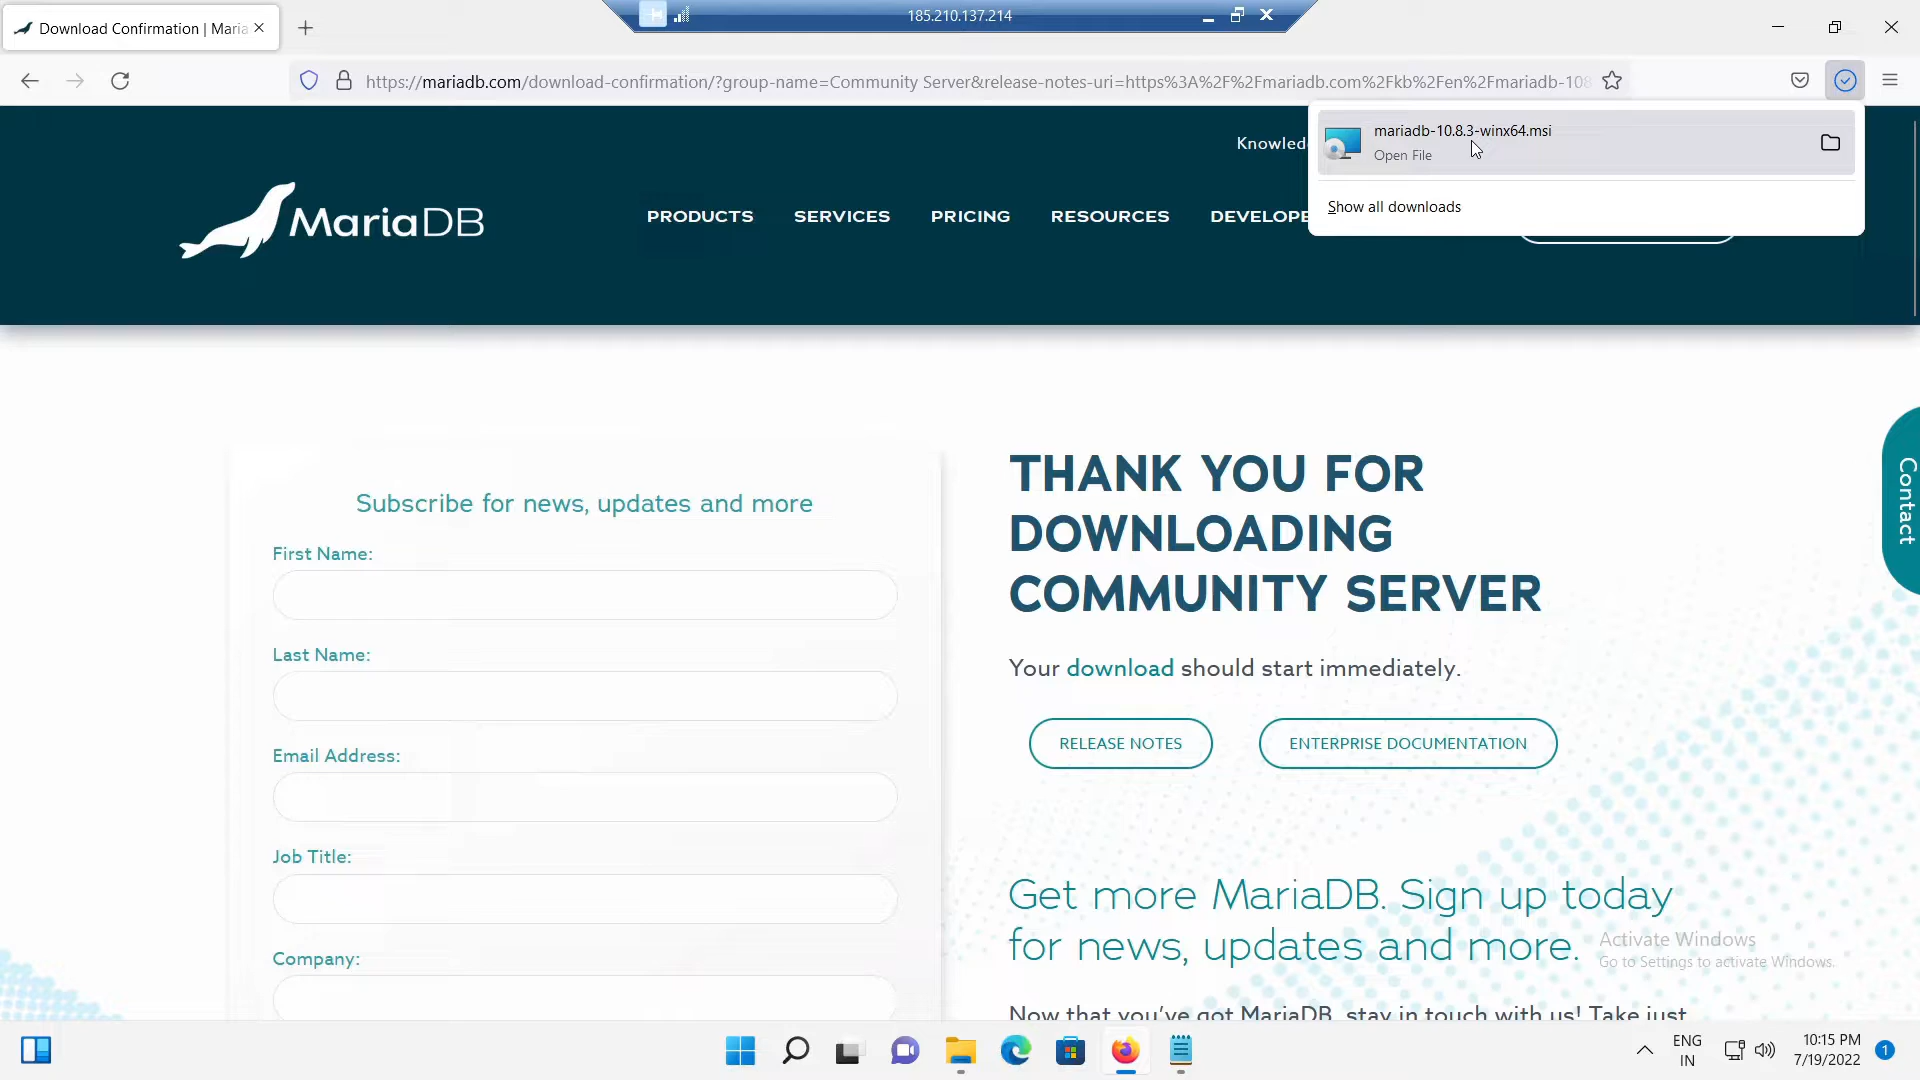 Download Confirmation | Maria
185.210.137.214
https://mariadb.com/download-confirmation/?group-name=Community Server&release-notes-uri=https%3A%2F%2Fmariadb.com%2Fkb%2Fen%2Fmariadb-108
mariadb-10.8.3-winx64.msi
Open File
Show all downloads
Knowled
MariaDB
PRODUCTS
SERVICES
PRICING
RESOURCES
DEVELOPE
Contact
Subscribe for news, updates and more
First Name:
Last Name:
Email Address:
Job Title:
Company:
THANK YOU FOR
DOWNLOADING
COMMUNITY SERVER
Your download should start immediately.
RELEASE NOTES
ENTERPRISE DOCUMENTATION
Get more MariaDB. Sign up today
for news, updates and more.
Now that you've got MariaDB, stay in touch with us! Take just
Activate Windows
Go to Settings to activate Windows.
ENG
IN
10:15 PM
7/19/2022
1